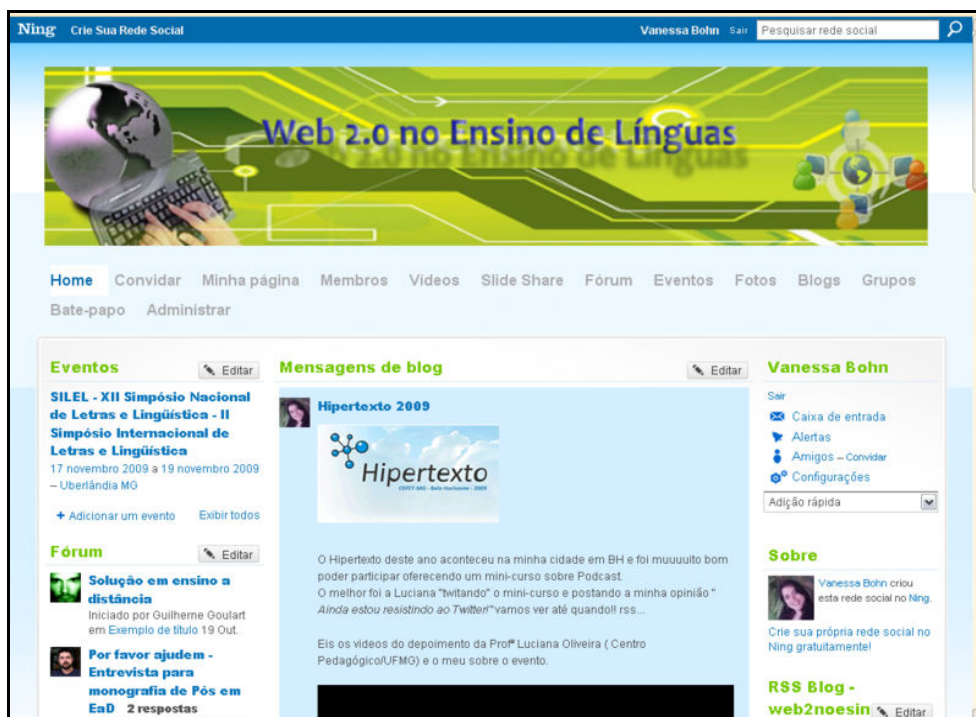 Ning Crie Sua Rede Social
Vanessa Bohn Sair Pesquisar rede social
Web 2.0 no Ensino de Línguas
Home Convidar Minha página Membros Videos Slide Share Fórum Eventos Fotos Blogs Grupos
Bate-papo Administrar
Eventos Editar
SILEL - XII Simpósio Nacional
de Letras e Lingüística - II
Simpósio Internacional de
Letras e Lingüística
17 novembro 2009 a 19 novembro 2009
– Uberlândia MG
+ Adicionar um evento Exibir todos
Fórum Editar
Solução em ensino a
distância
Iniciado por Guilherne Goulart
em Exemplo de título 19 Out.
Por favor ajudem -
Entrevista para
monografia de Pós em
EaD 2 respostas
Mensagens de blog Editar
Hipertexto 2009
Hipertexto
CEFET-MG - Belo Horizonte - 2009
O Hipertexto deste ano aconteceu na minha cidade em BH e foi muuuuito bom
poder participar oferecendo um mini-curso sobre Podcast.
O melhor foi a Luciana "twitando" o mini-curso e postando a minha opinião "
Ainda estou resistindo ao Twitter!" vamos ver até quando!! rss...
Eis os videos do depoimento da Profª Luciana Oliveira ( Centro
Pedagógico/UFMG) e o meu sobre o evento.
Vanessa Bohn
Sair
Caixa de entrada
Alertas
Amigos – Convidar
Configurações
Adição rápida
Sobre
Vanessa Bohn criou
esta rede social no Ning.
Crie sua própria rede social no
Ning gratuitamente!
RSS Blog -
web2noesin Editar